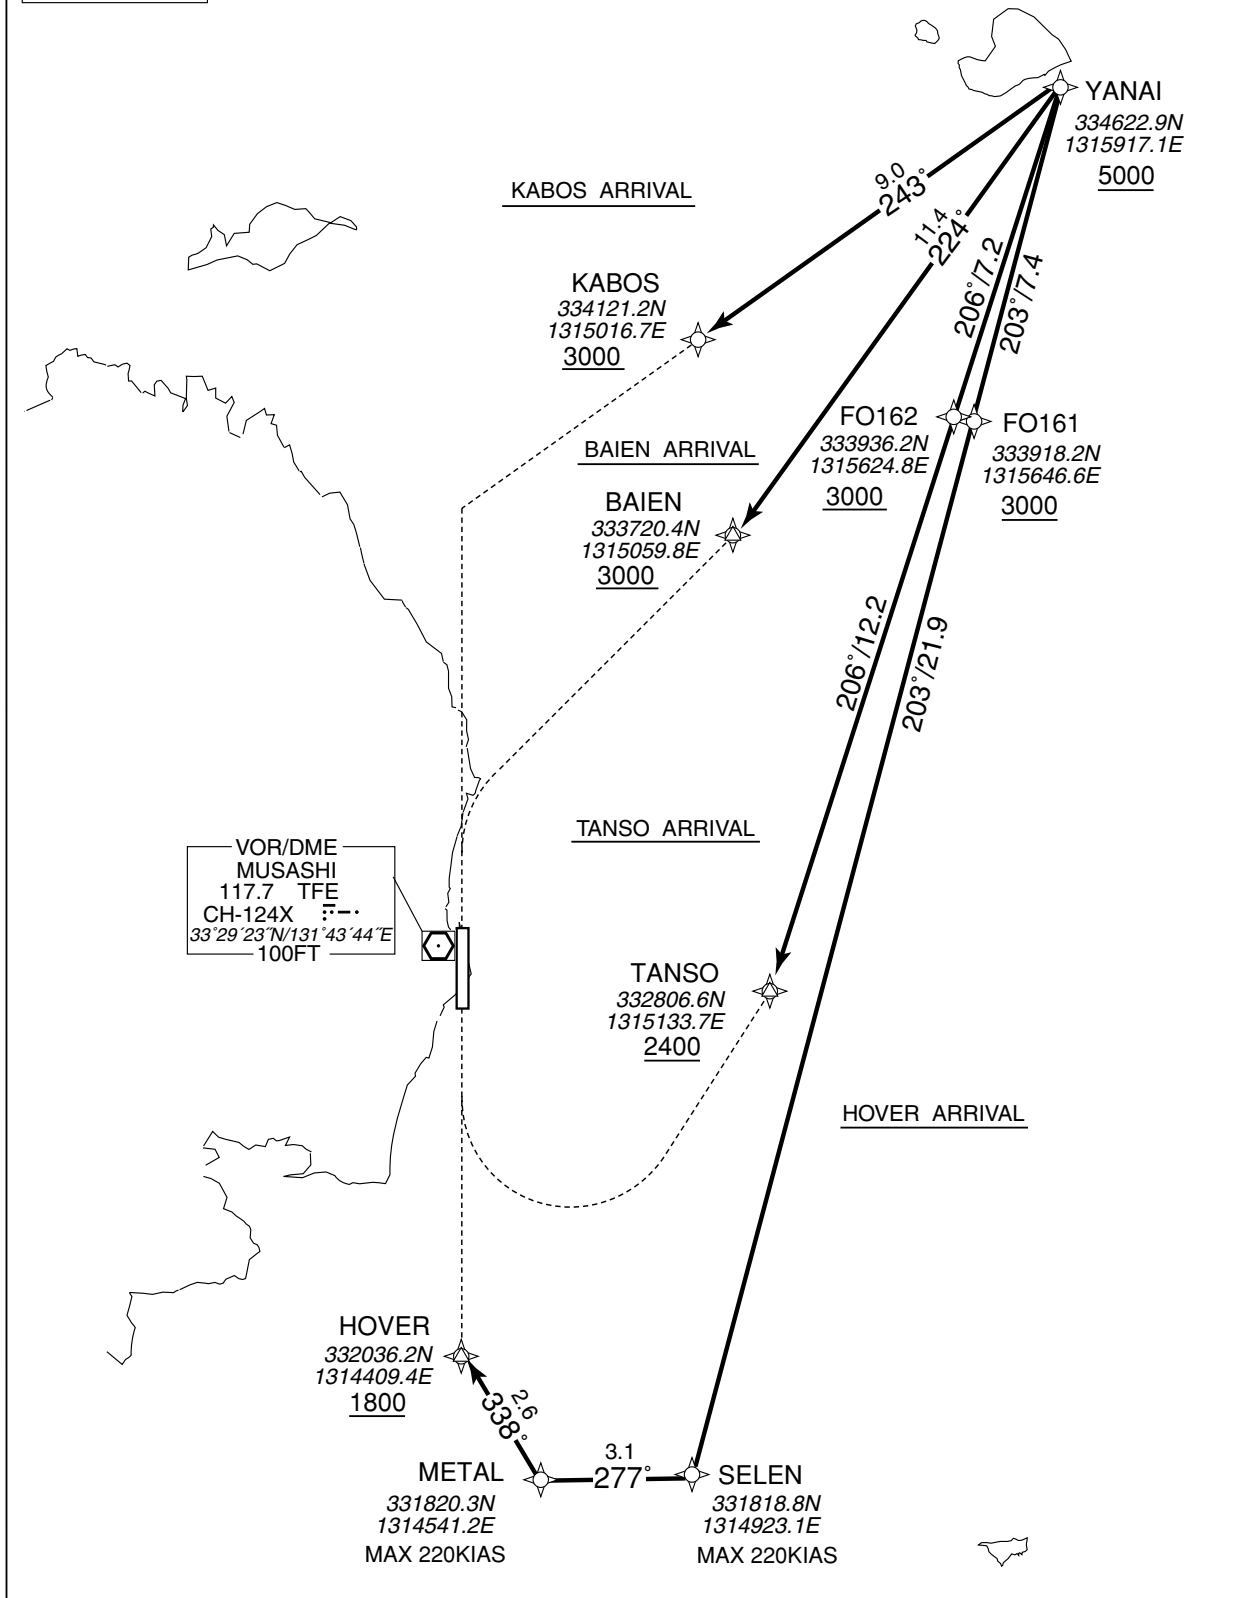 YANAI
334622.9N
1315917.1E
5000
9.0
243°
KABOS ARRIVAL
11.4
224°
206°/7.2
203°/7.4
KABOS
334121.2N
1315016.7E
3000
FO162
333936.2N
1315624.8E
3000
FO161
333918.2N
1315646.6E
3000
BAIEN ARRIVAL
BAIEN
333720.4N
1315059.8E
3000
206°/12.2
203°/21.9
TANSO ARRIVAL
VOR/DME
MUSASHI
117.7 TFE
CH-124X
33°29´23˝N/131°43´44˝E
100FT
TANSO
332806.6N
1315133.7E
2400
HOVER ARRIVAL
HOVER
332036.2N
1314409.4E
1800
2.6
338°
3.1
277°
METAL
331820.3N
1314541.2E
MAX 220KIAS
SELEN
331818.8N
1314923.1E
MAX 220KIAS